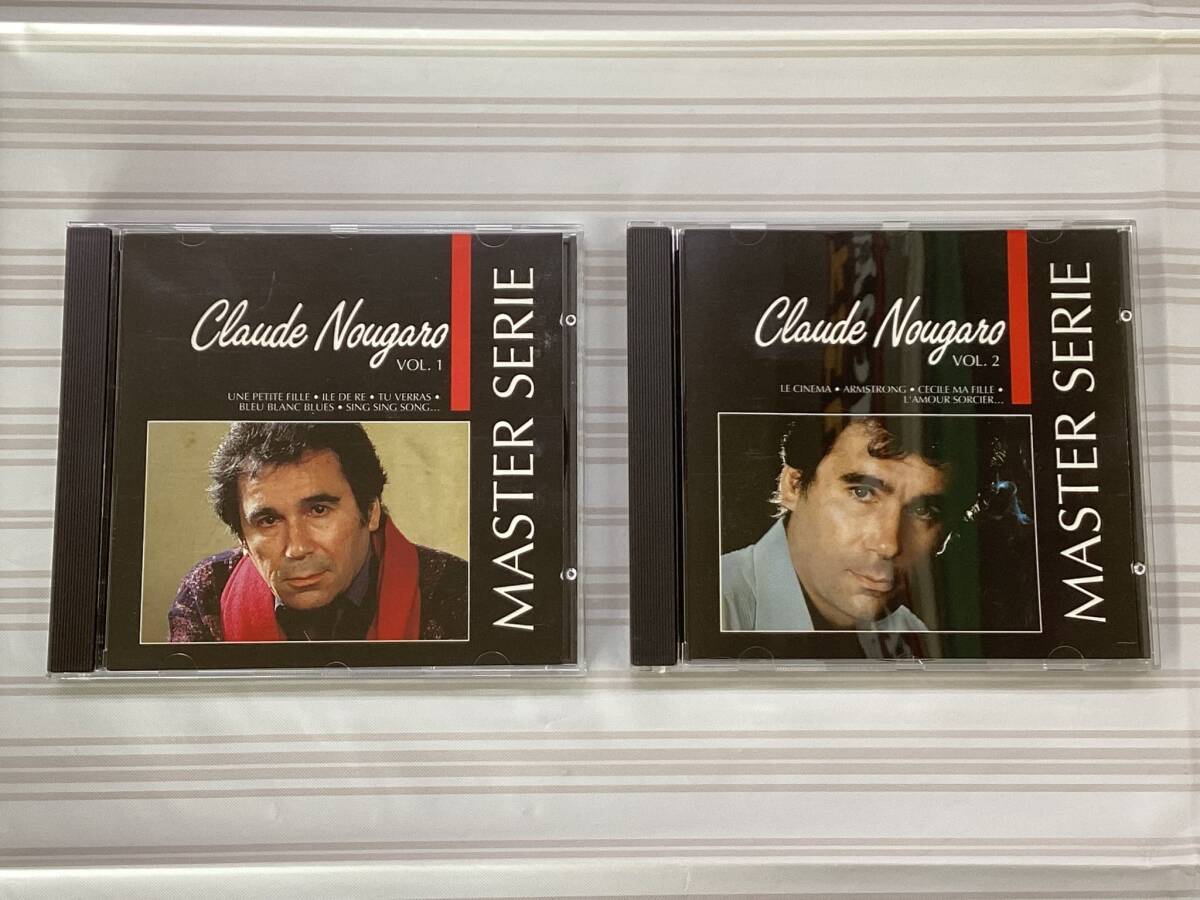 Claude Nougaro
VOL. 1
UNE PETITE FILLE • ILE DE RE • TU VERRAS •
BLEU BLANC BLUES • SING SING SONG...
MASTER SERIE
Claude Nougaro
VOL. 2
LE CINEMA • ARMSTRONG • CECILE MA FILLE •
L'AMOUR SORCIER...
MASTER SERIE